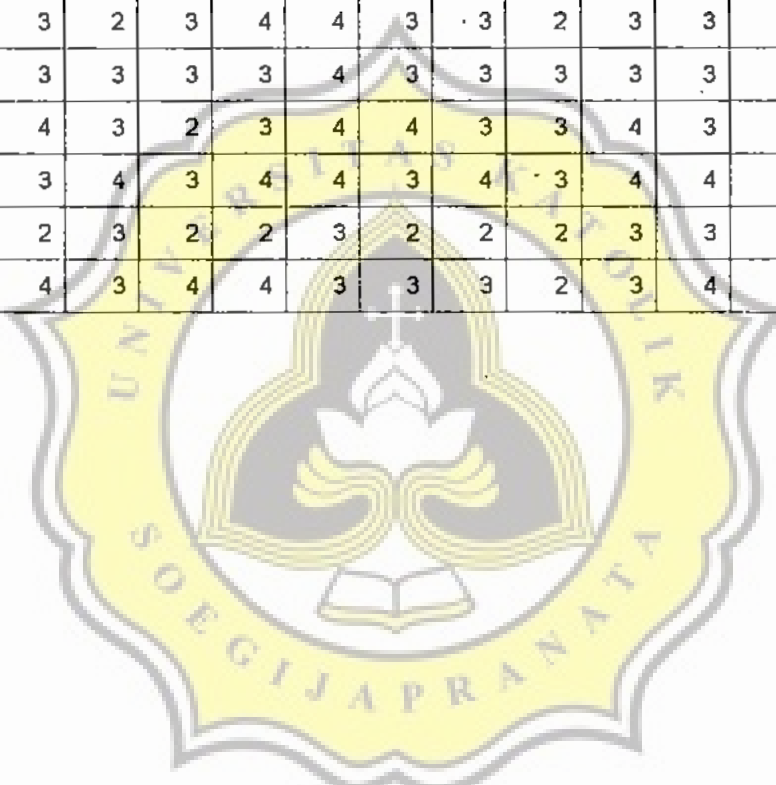 3 2 3 4 4 3 3 2 3 3
3 3 3 3 4 3 3 3 3 3
4 3 2 3 4 4 3 3 4 3
3 4 3 4 4 3 4 3 4 4
2 3 2 2 3 2 2 2 3 3
4 3 4 4 3 3 3 2 3 4
UNIVERSITAS KATOLIK
SOEGIJAPRANATA